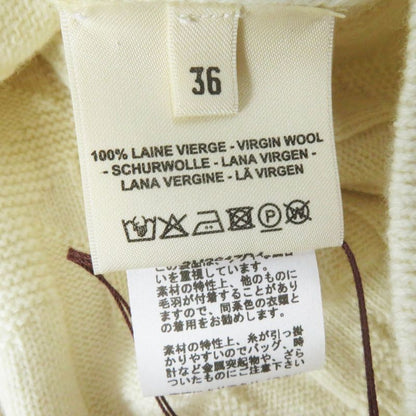 36
100% LAINE VIERGE - VIRGIN WOOL
- SCHURWOLLE - LANA VIRGEN -
LANA VERGINE - LÃ VIRGEN
P W
いを重視しています。
素材の特性上、他のものに
毛羽が付着することがあり
ますので、同系色の衣類と
の着用をお勧めします。
素材の特性上、糸が引っ掛
かりやすいのでバッグ、時
計など金属突起物や、ざら
ついたものにご注意下さい